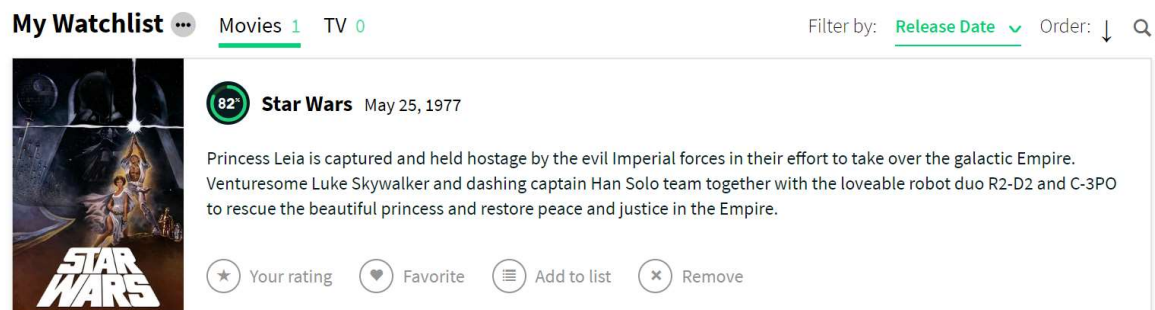 My Watchlist Movies 1 TV 0 Filter by: Release Date Order: ↓
82% Star Wars May 25, 1977
Princess Leia is captured and held hostage by the evil Imperial forces in their effort to take over the galactic Empire.
Venturesome Luke Skywalker and dashing captain Han Solo team together with the loveable robot duo R2-D2 and C-3PO
to rescue the beautiful princess and restore peace and justice in the Empire.
Your rating Favorite Add to list Remove
STAR
WARS